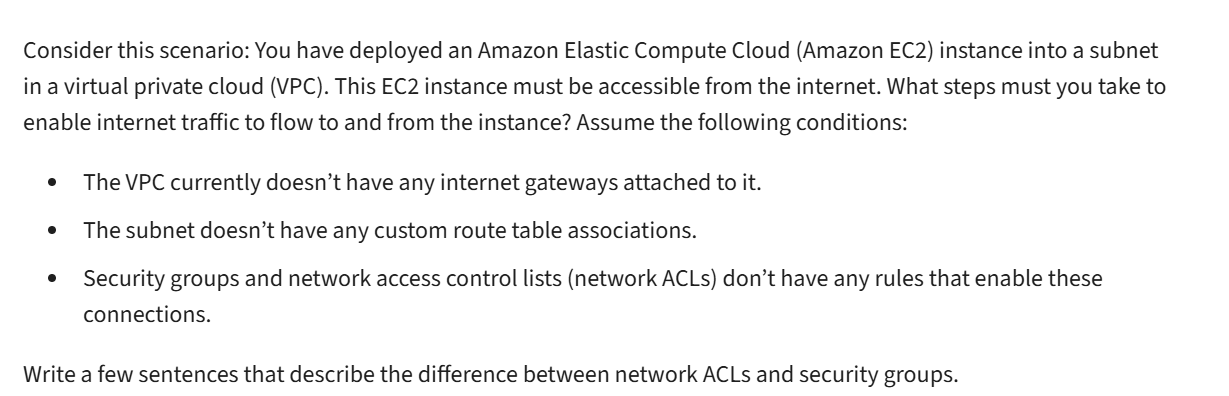 Consider this scenario: You have deployed an Amazon Elastic Compute Cloud (Amazon EC2) instance into a subnet
in a virtual private cloud (VPC). This EC2 instance must be accessible from the internet. What steps must you take to
enable internet traffic to flow to and from the instance? Assume the following conditions:
• The VPC currently doesn’t have any internet gateways attached to it.
• The subnet doesn’t have any custom route table associations.
• Security groups and network access control lists (network ACLs) don’t have any rules that enable these
connections.
Write a few sentences that describe the difference between network ACLs and security groups.